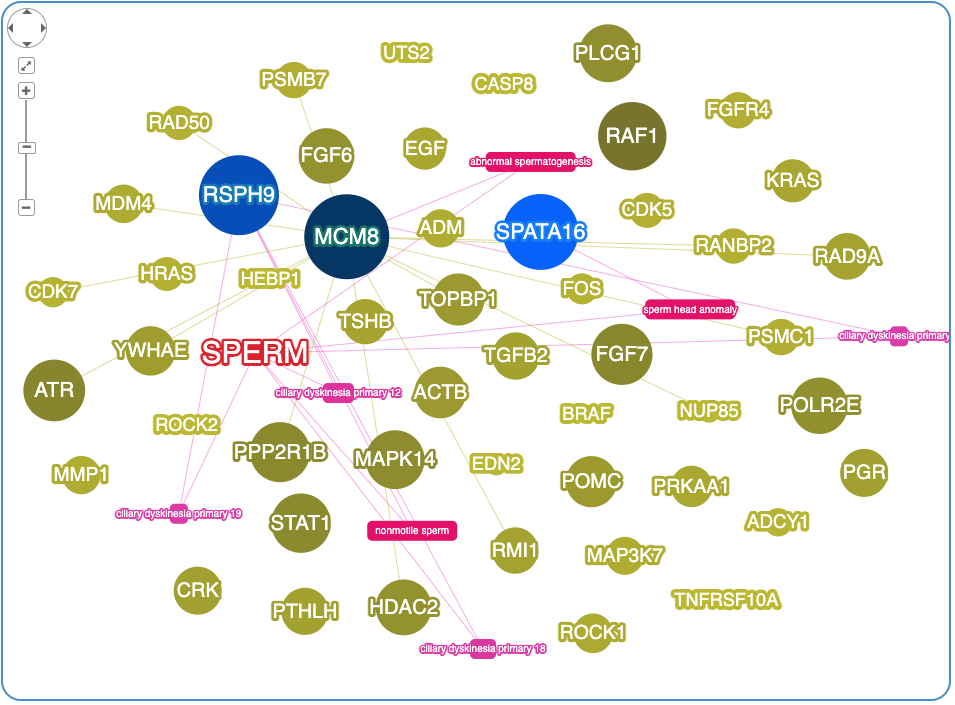 UTS2
PLCG1
PSMB7
CASP8
FGFR4
RAD50
RAF1
EGF
FGF6
abnormal spermatogenesis
KRAS
RSPH9
MDM4
CDK5
ADM
SPATA16
MCM8
RANBP2
RAD9A
HRAS
HEBP1
CDK7
FOS
TOPBP1
sperm head anomaly
TSHB
PSMC1
ciliary dyskinesia primary
YWHAE
SPERM
TGFB2
FGF7
ATR
ciliary dyskinesia primary 12
ACTB
POLR2E
BRAF
NUP85
ROCK2
PPP2R1B
MAPK14
EDN2
MMP1
PGR
POMC
PRKAA1
ciliary dyskinesia primary 19
STAT1
ADCY1
nonmotile sperm
RMI1
MAP3K7
CRK
TNFRSF10A
PTHLH
HDAC2
ROCK1
ciliary dyskinesia primary 18